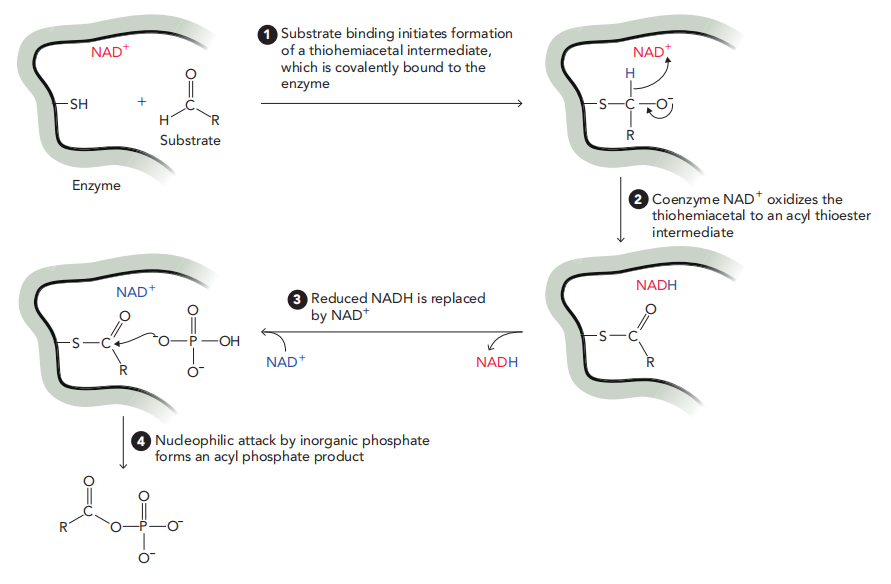 NAD+
SH
+
O
C
H
R
Substrate
Enzyme
1 Substrate binding initiates formation
of a thiohemiacetal intermediate,
which is covalently bound to the
enzyme
NAD+
H
S—C—O−
R
2 Coenzyme NAD+ oxidizes the
thiohemiacetal to an acyl thioester
intermediate
NADH
O
S—C
R
3 Reduced NADH is replaced
by NAD+
NAD+
NADH
NAD+
O
O
S—C
−O—P—OH
R
O−
4 Nucleophilic attack by inorganic phosphate
forms an acyl phosphate product
O
O
C
R
O—P—O−
O−